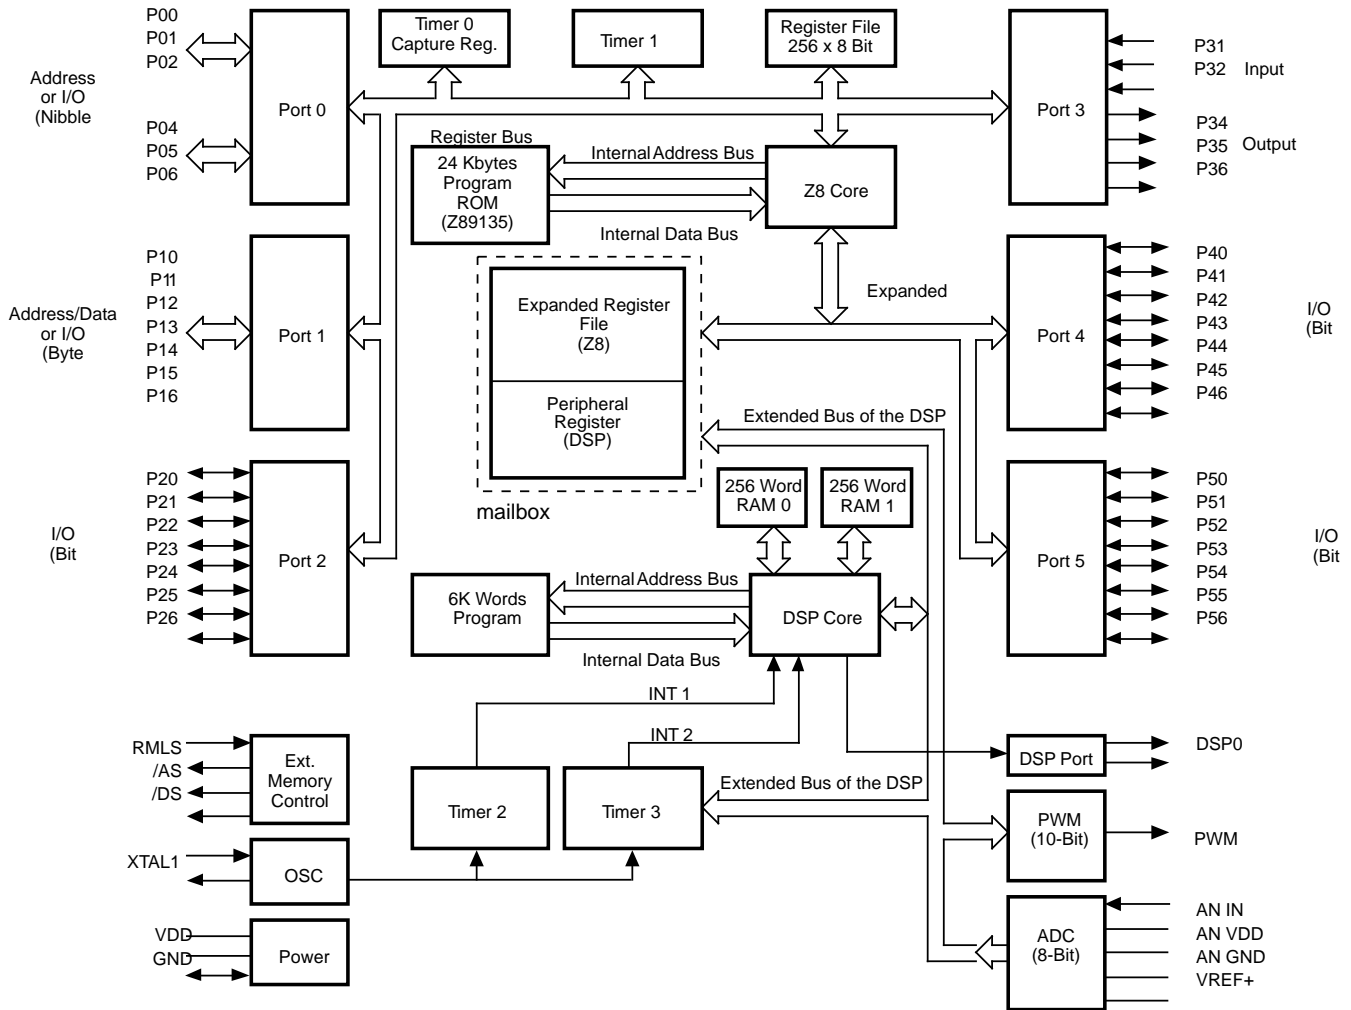 P00
P01
P02
Address
or I/O
(Nibble
P04
P05
P06
Port 0
Timer 0
Capture Reg.
Timer 1
Register File
256 x 8 Bit
Port 3
P31
P32
Input
P34
P35
P36
Output
Register Bus
24 Kbytes
Program
ROM
(Z89135)
Internal Address Bus
Internal Data Bus
Z8 Core
P10
P11
P12
P13
P14
P15
P16
Address/Data
or I/O
(Byte
Port 1
Expanded Register
File
(Z8)
Peripheral
Register
(DSP)
mailbox
Expanded
Extended Bus of the DSP
Port 4
P40
P41
P42
P43
P44
P45
P46
I/O
(Bit
P20
P21
P22
P23
P24
P25
P26
I/O
(Bit
Port 2
256 Word
RAM 0
256 Word
RAM 1
6K Words
Program
Internal Address Bus
Internal Data Bus
DSP Core
Port 5
P50
P51
P52
P53
P54
P55
P56
I/O
(Bit
INT 1
INT 2
RMLS
/AS
/DS
Ext.
Memory
Control
Timer 2
Timer 3
Extended Bus of the DSP
DSP Port
DSP0
PWM
(10-Bit)
PWM
XTAL1
OSC
VDD
GND
Power
ADC
(8-Bit)
AN IN
AN VDD
AN GND
VREF+